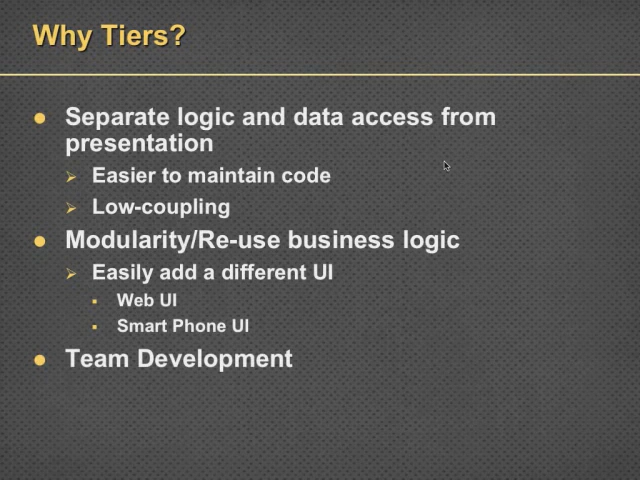 Why Tiers?
Separate logic and data access from
presentation
Easier to maintain code
Low-coupling
Modularity/Re-use business logic
Easily add a different UI
Web UI
Smart Phone UI
Team Development